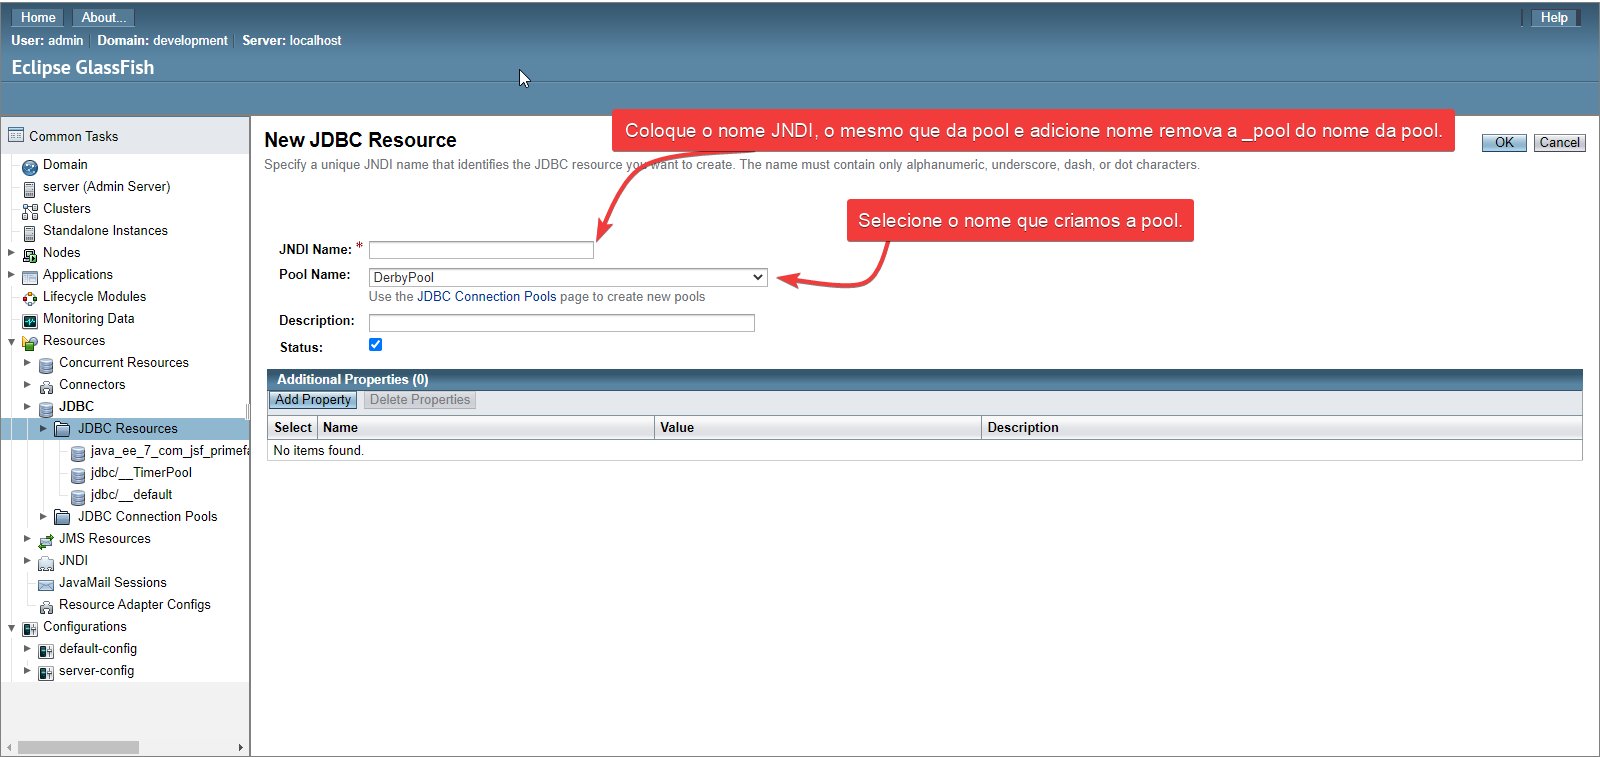 Home About... Help
User: admin Domain: development Server: localhost
Eclipse GlassFish
Common Tasks
Domain
server (Admin Server)
Clusters
Standalone Instances
Nodes
Applications
Lifecycle Modules
Monitoring Data
Resources
Concurrent Resources
Connectors
JDBC
JDBC Resources
java_ee_7_com_jsf_primefa
jdbc/__TimerPool
jdbc/__default
JDBC Connection Pools
JMS Resources
JNDI
JavaMail Sessions
Resource Adapter Configs
Configurations
default-config
server-config
New JDBC Resource
Coloque o nome JNDI, o mesmo que da pool e adicione nome remova a _pool do nome da pool.
OK Cancel
Specify a unique JNDI name that identifies the JDBC resource you want to create. The name must contain only alphanumeric, underscore, dash, or dot characters.
Selecione o nome que criamos a pool.
JNDI Name: *
Pool Name: DerbyPool
Use the JDBC Connection Pools page to create new pools
Description:
Status:
Additional Properties (0)
Add Property Delete Properties
Select Name Value Description
No items found.